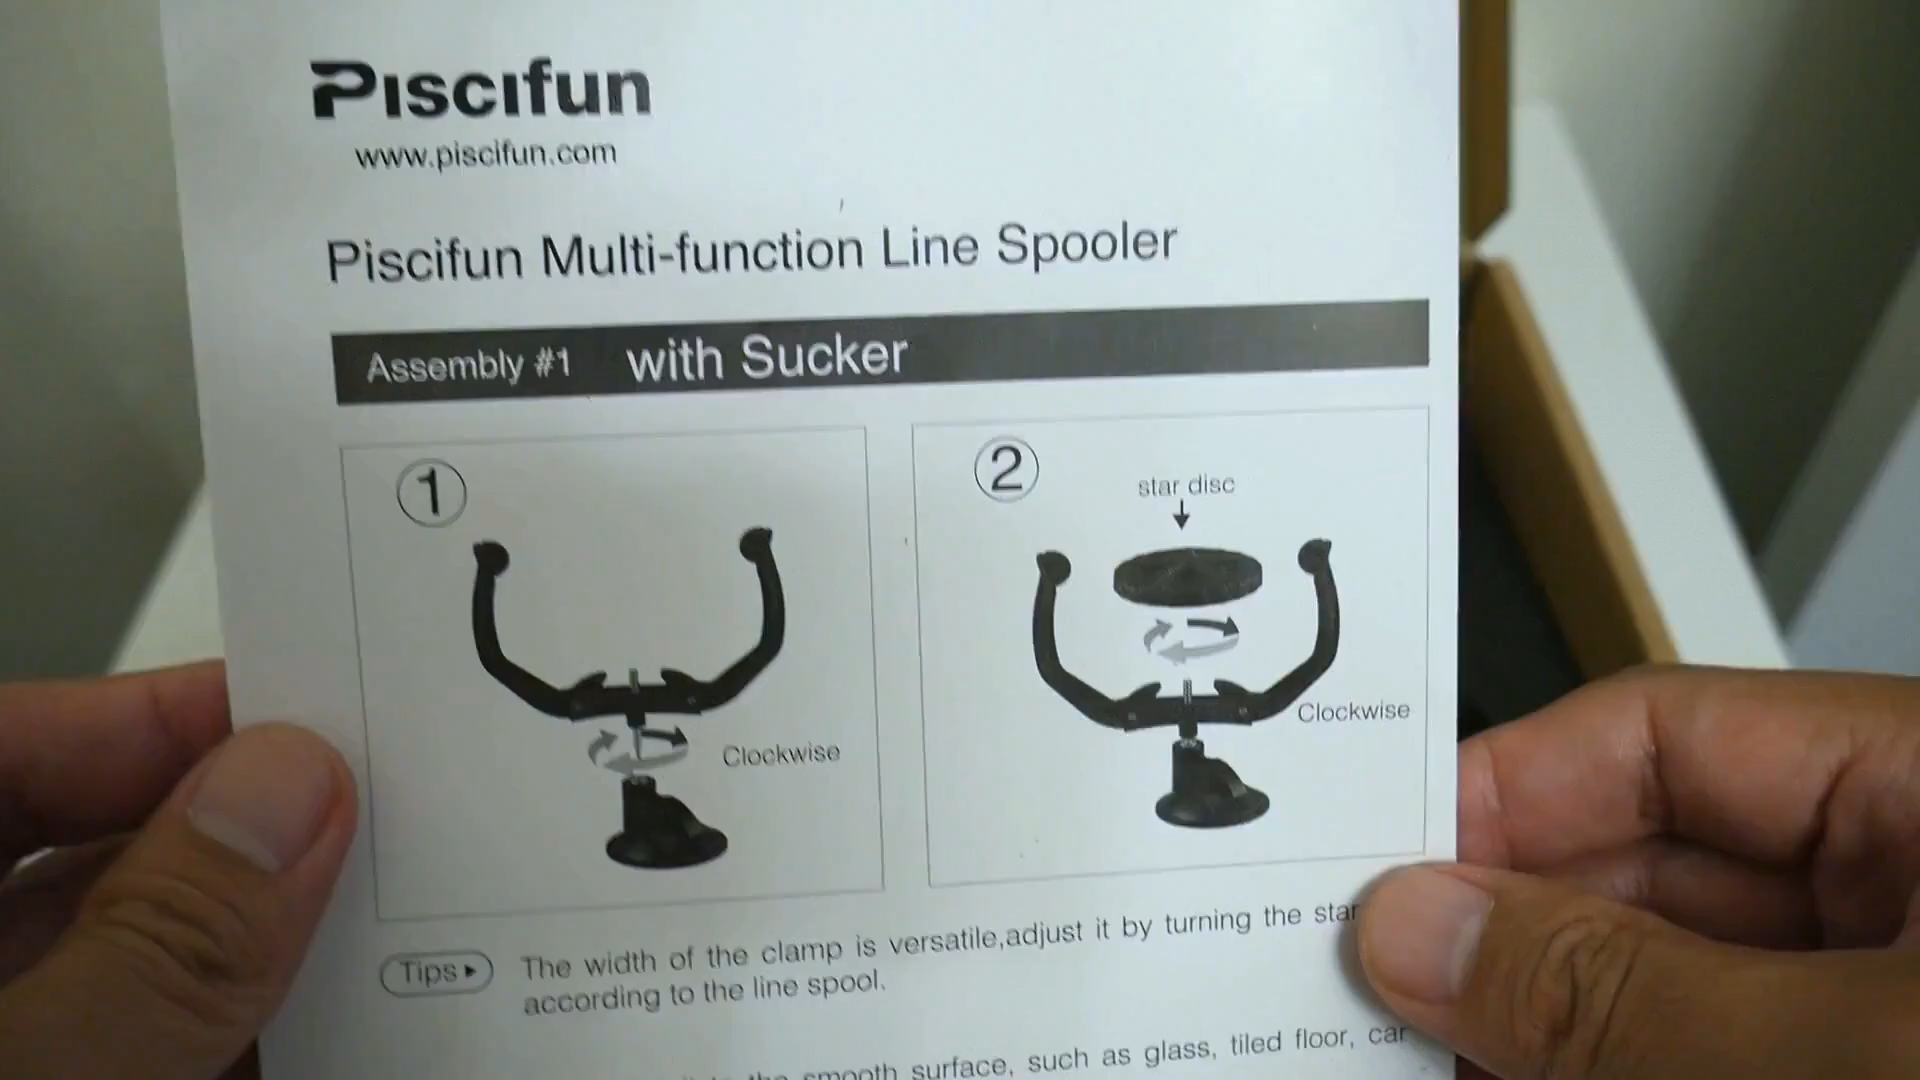 Piscifun
www.piscifun.com
Piscifun Multi-function Line Spooler
Assembly #1 with Sucker
1
2
star disc
Clockwise
Clockwise
Tips The width of the clamp is versatile,adjust it by turning the star
according to the line spool.
the smooth surface, such as glass, tiled floor, car